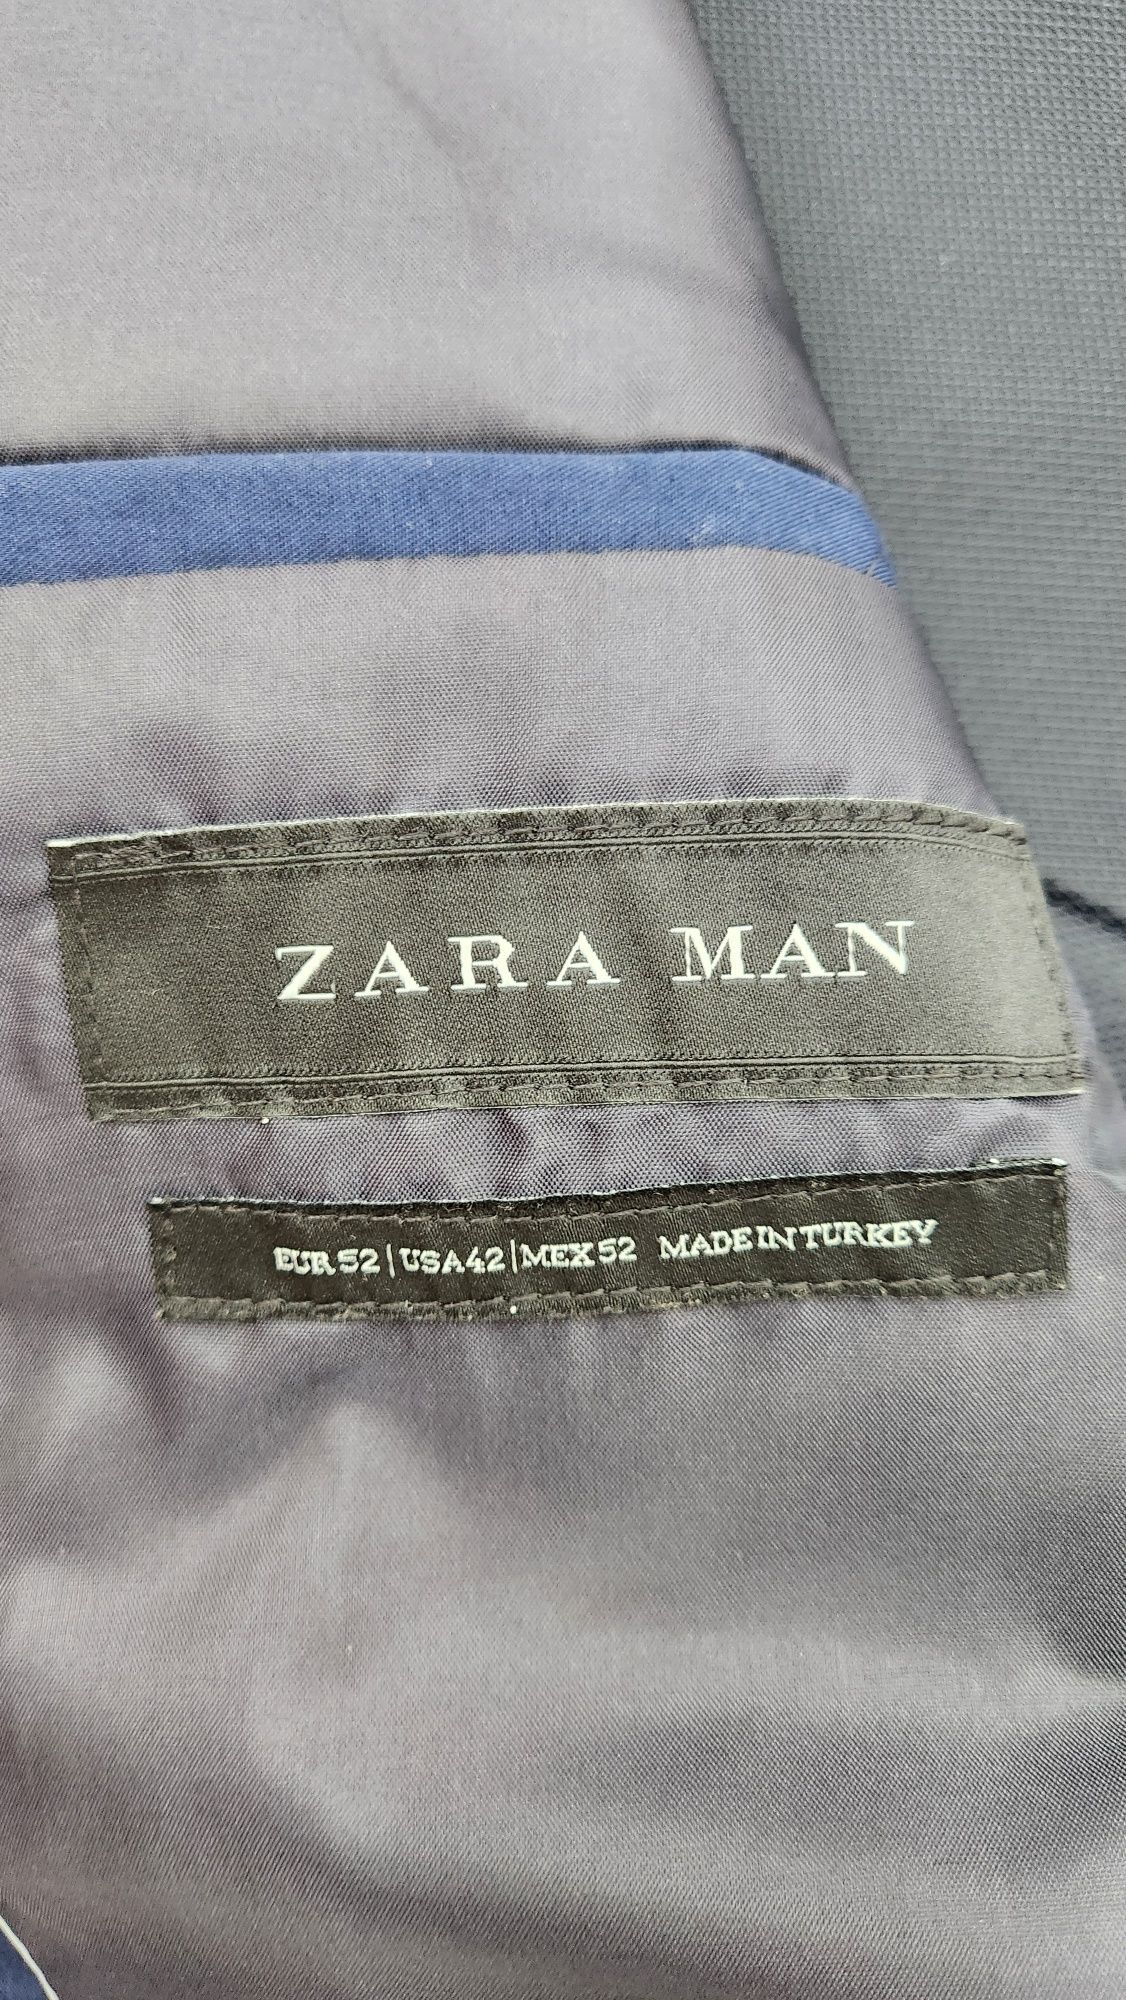 ZARA MAN
EUR 52 | USA 42 | MEX 52 MADE IN TURKEY